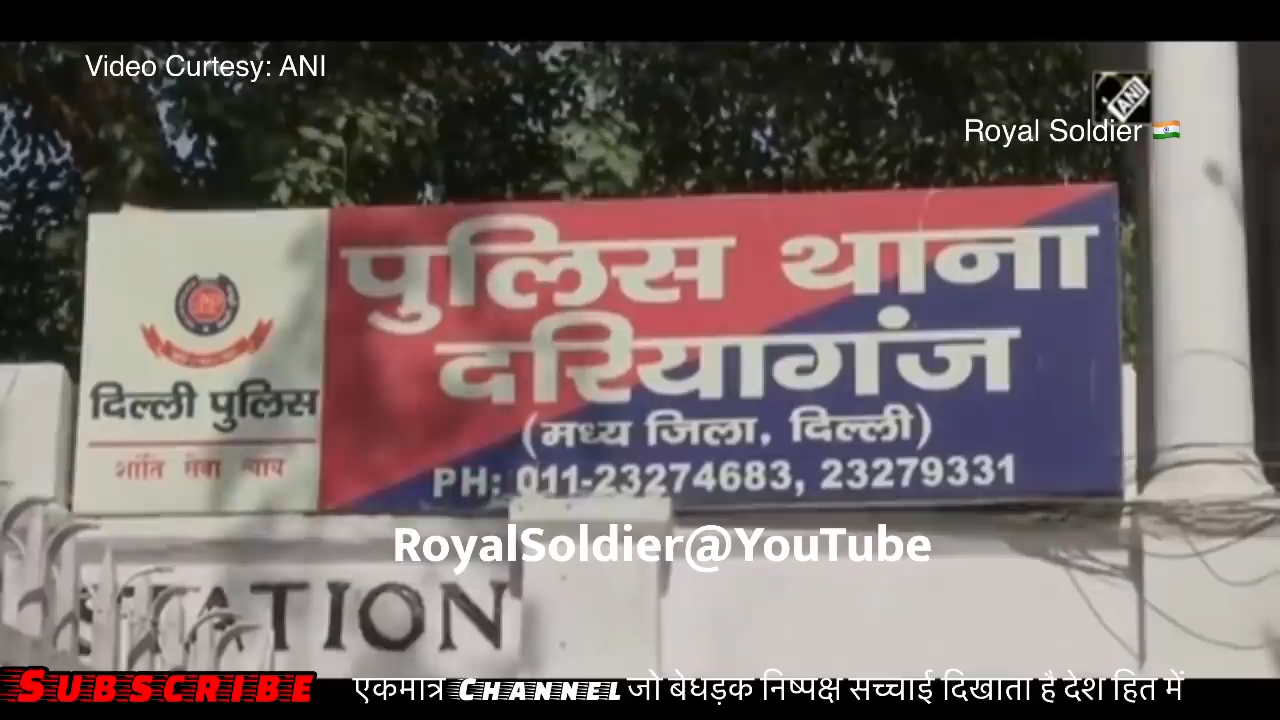 Video Curtesy: ANI
ANI
Royal Soldier 🇮🇳
पुलिस थाना
दरियागंज
(मध्य जिला, दिल्ली)
PH: 011-23274683, 23279331
दिल्ली पुलिस
शांति सेवा न्याय
RoyalSoldier@YouTube
STATION
SUBSCRIBE
एकमात्र CHANNEL जो बेधड़क निष्पक्ष सच्चाई दिखाता है देश हित में